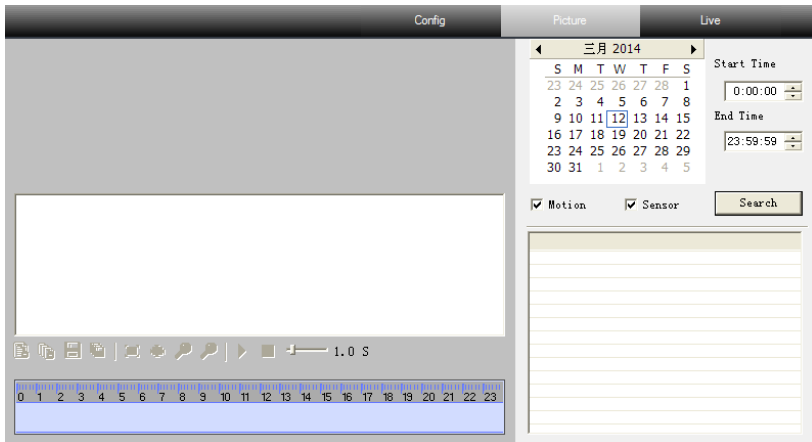 Config Picture Live
三月 2014
S M T W T F S
23 24 25 26 27 28 1
2 3 4 5 6 7 8
9 10 11 12 13 14 15
16 17 18 19 20 21 22
23 24 25 26 27 28 29
30 31 1 2 3 4 5
Start Time
0:00:00
End Time
23:59:59
Motion Sensor Search
1.0 S
0 1 2 3 4 5 6 7 8 9 10 11 12 13 14 15 16 17 18 19 20 21 22 23